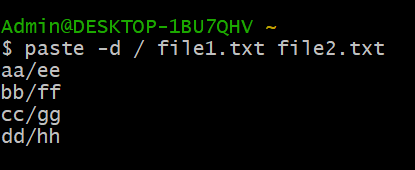 Admin@DESKTOP-1BU7QHV ~
$ paste -d / file1.txt file2.txt
aa/ee
bb/ff
cc/gg
dd/hh